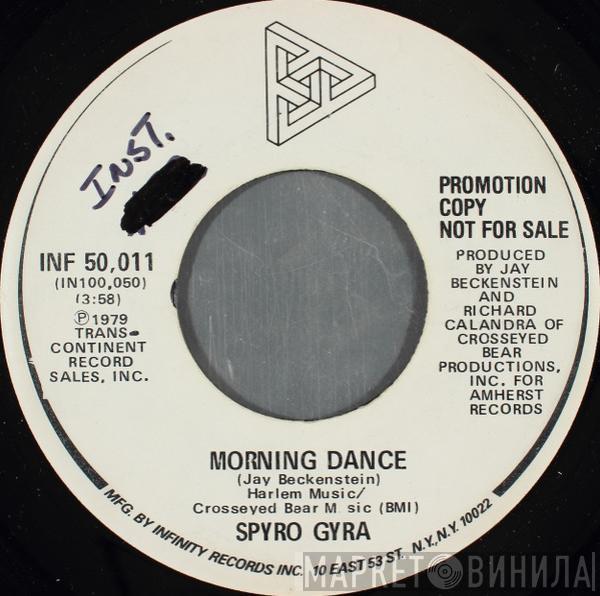 INST.
PROMOTION
COPY
NOT FOR SALE
INF 50,011
(IN100,050)
(3:58)
℗1979
TRANS-
CONTINENT
RECORD
SALES, INC.
PRODUCED
BY JAY
BECKENSTEIN
AND
RICHARD
CALANDRA OF
CROSSEYED
BEAR
PRODUCTIONS,
INC. FOR
AMHERST
RECORDS
MORNING DANCE
(Jay Beckenstein)
Harlem Music/
Crosseyed Bear M sic (BMI)
SPYRO GYRA
MFG. BY INFINITY RECORDS INC. 10 EAST 53 ST. N.Y., N.Y. 10022
МАРКЕТ ВИНИЛА